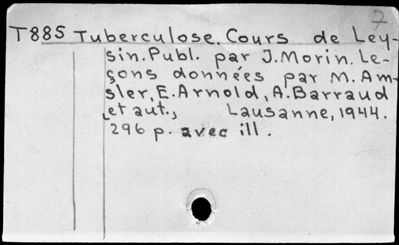 7
T885 Tuberculose. Cours de Ley-
sin. Publ. par J. Morin. Le-
çons données par M. Am-
sler, E. Arnold, A. Barraud
[et aut.], Lausanne, 1944.
296 p. avec ill.